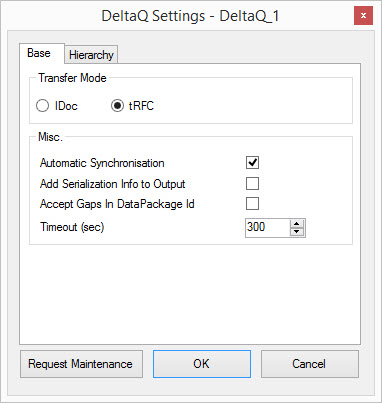 DeltaQ Settings - DeltaQ_1
x
Base Hierarchy
Transfer Mode
IDoc tRFC
Misc.
Automatic Synchronisation
Add Serialization Info to Output
Accept Gaps In DataPackage Id
Timeout (sec) 300
Request Maintenance OK Cancel